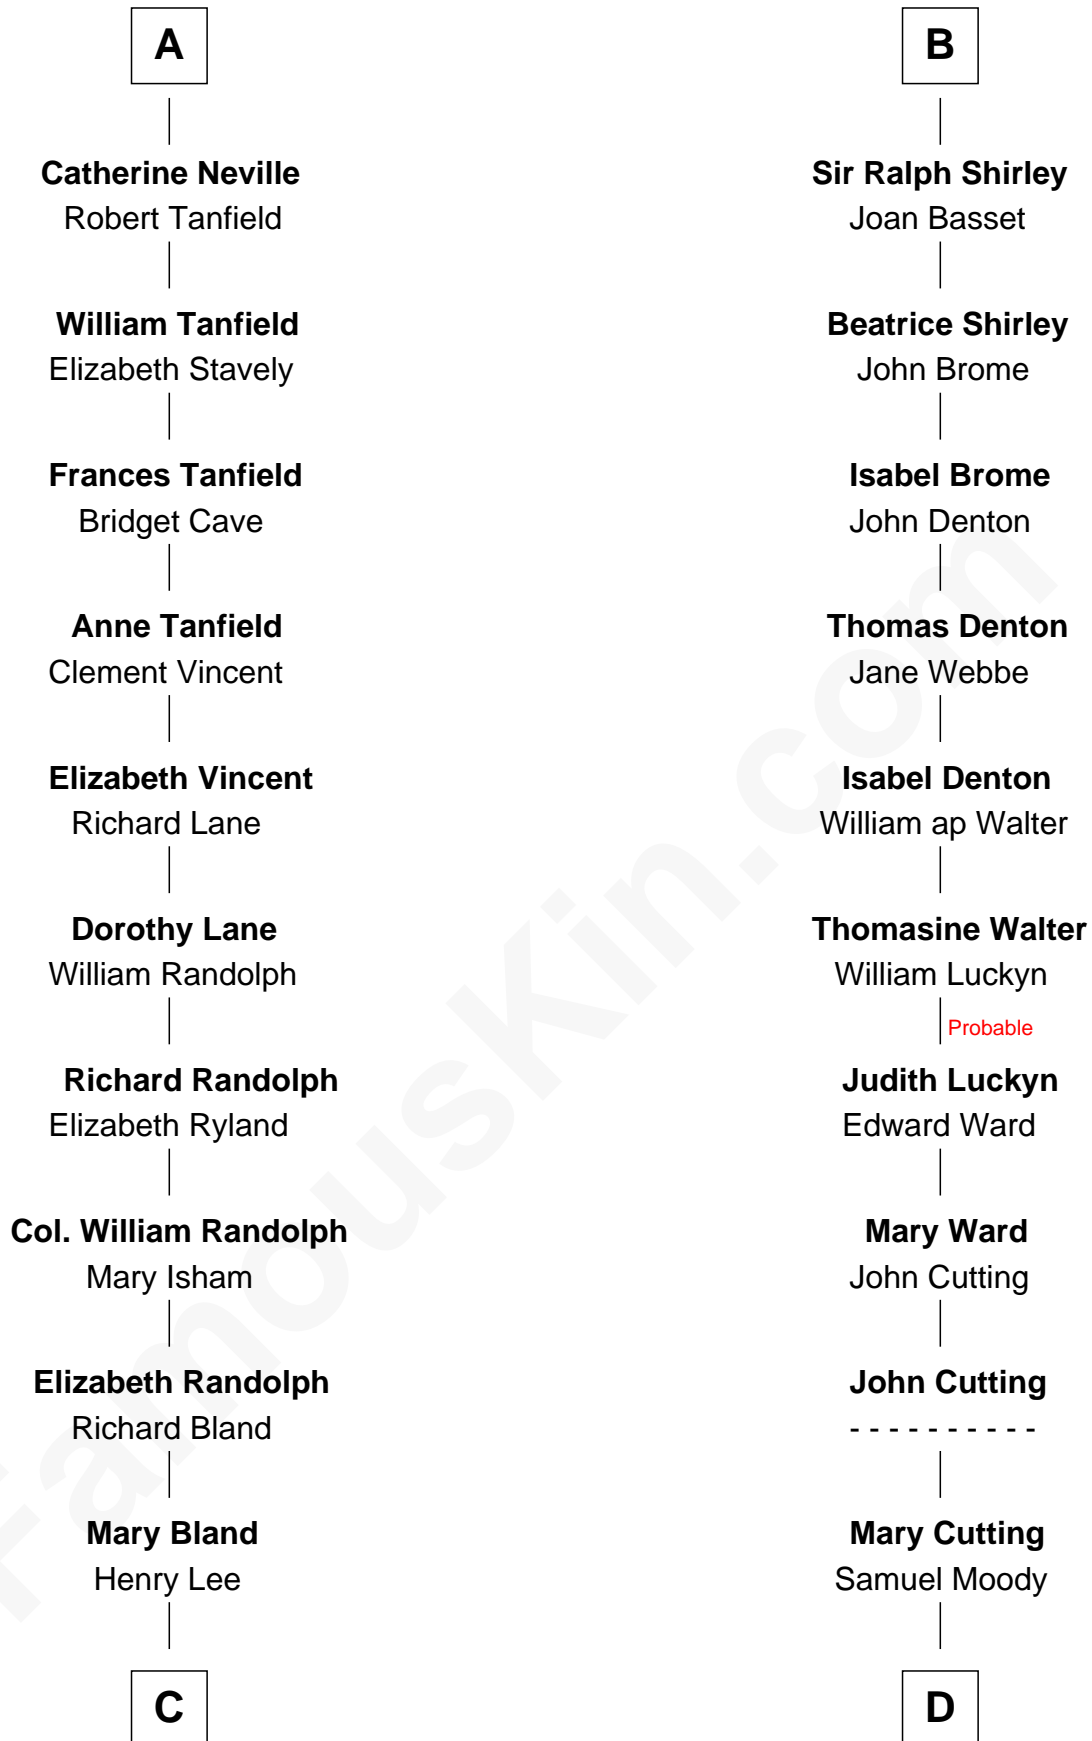 A
Catherine Neville
Robert Tanfield
William Tanfield
Elizabeth Stavely
Frances Tanfield
Bridget Cave
Anne Tanfield
Clement Vincent
Elizabeth Vincent
Richard Lane
Dorothy Lane
William Randolph
Richard Randolph
Elizabeth Ryland
Col. William Randolph
Mary Isham
Elizabeth Randolph
Richard Bland
Mary Bland
Henry Lee
C
B
Sir Ralph Shirley
Joan Basset
Beatrice Shirley
John Brome
Isabel Brome
John Denton
Thomas Denton
Jane Webbe
Isabel Denton
William ap Walter
Thomasine Walter
William Luckyn
Probable
Judith Luckyn
Edward Ward
Mary Ward
John Cutting
John Cutting
- - - - - - - - - -
Mary Cutting
Samuel Moody
D
FamousKin.com